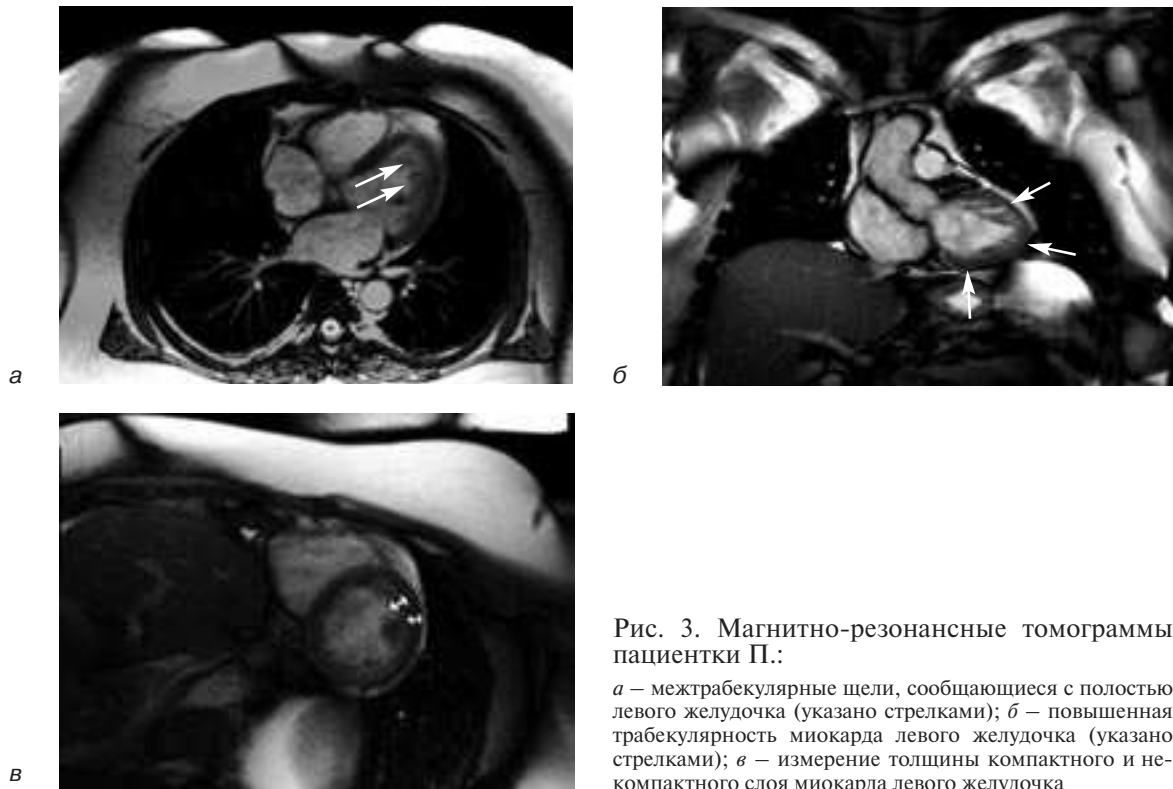 а
б
в
Рис. 3. Магнитно-резонансные томограммы
пациентки П.:
а – межтрабекулярные щели, сообщающиеся с полостью
левого желудочка (указано стрелками); б – повышенная
трабекулярность миокарда левого желудочка (указано
стрелками); в – измерение толщины компактного и не-
компактного слоя миокарда левого желудочка